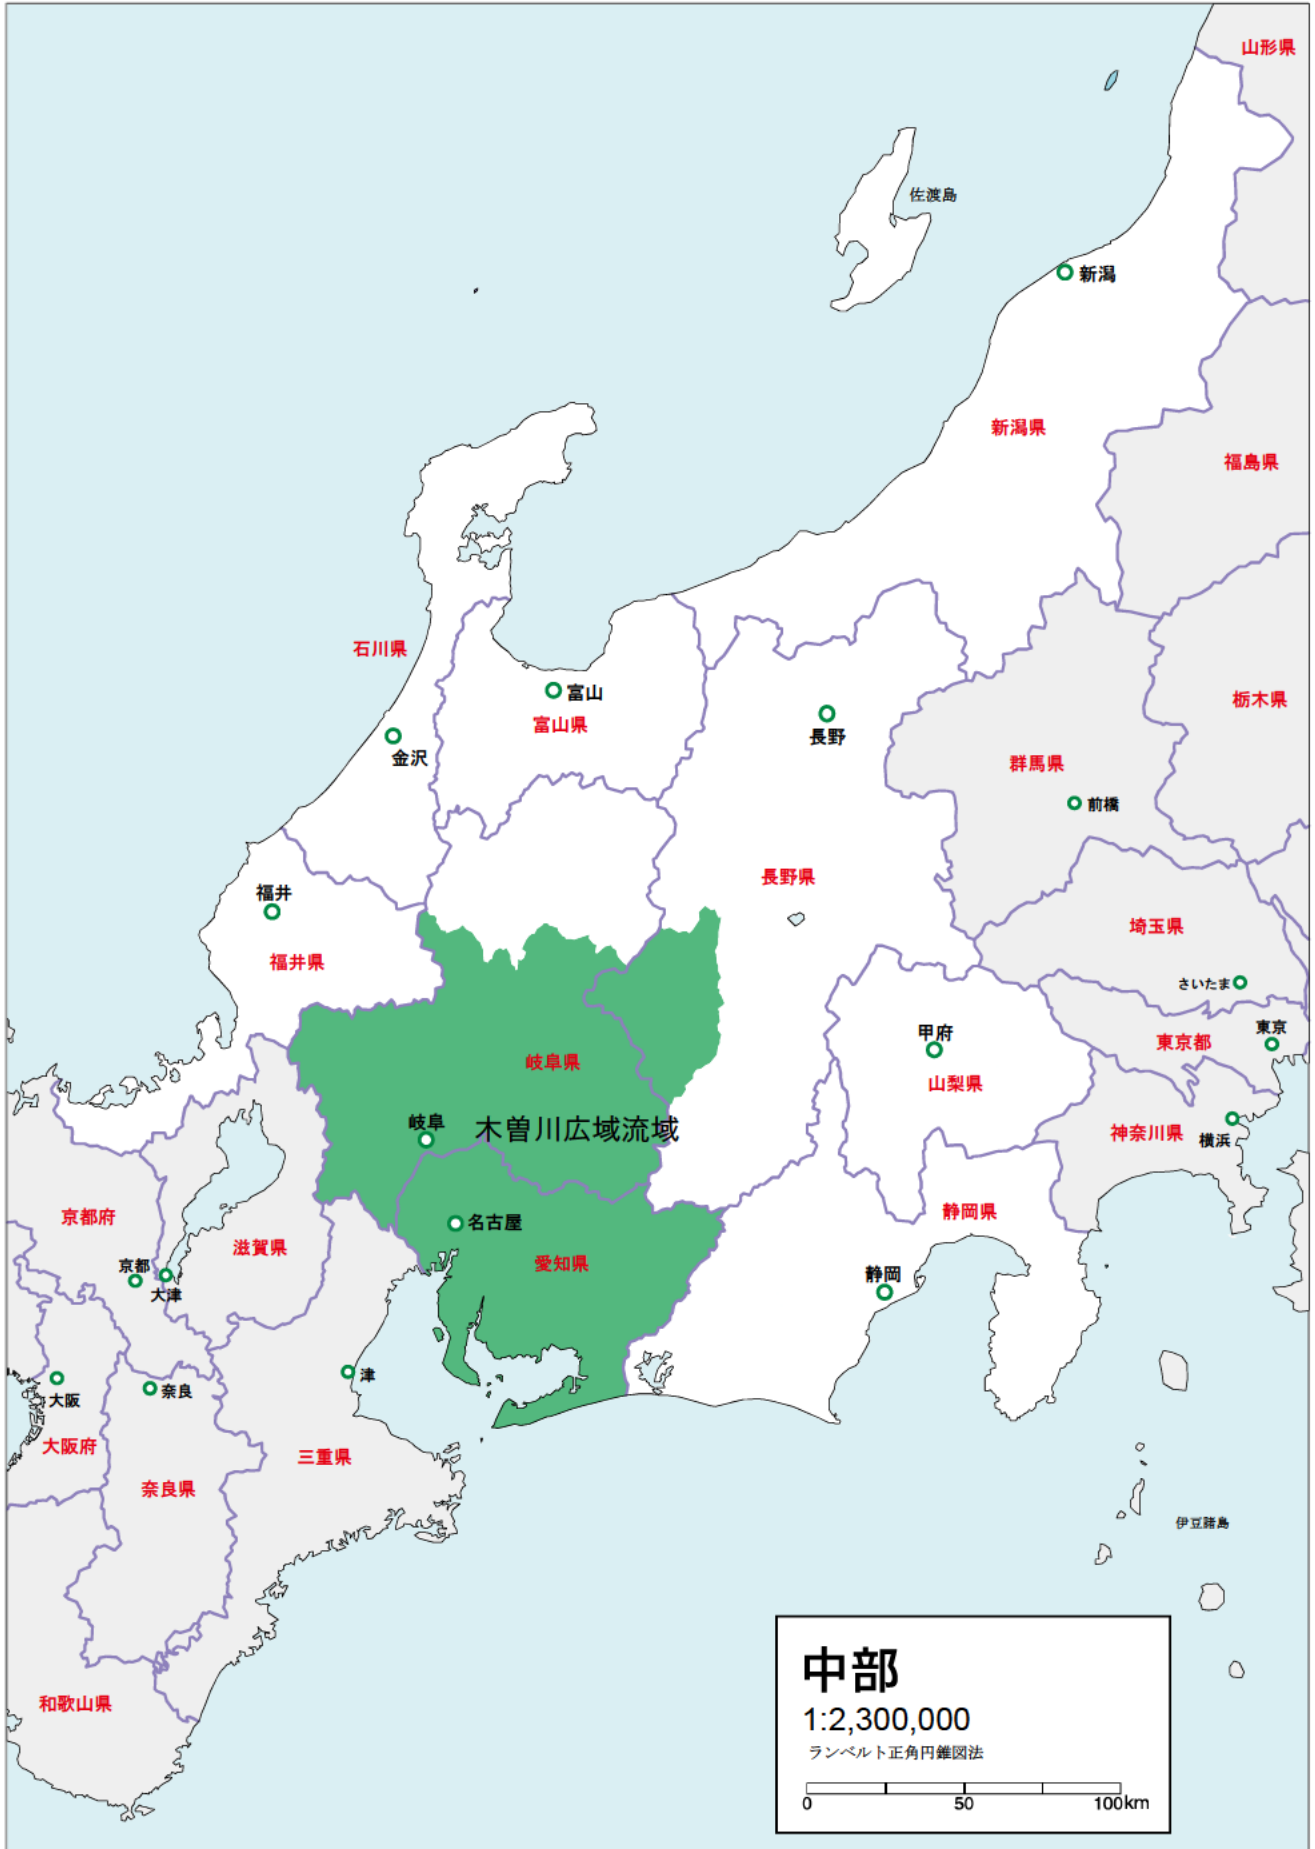 山形県
佐渡島
新潟
新潟県
福島県
石川県
富山
富山県
栃木県
長野
金沢
群馬県
前橋
長野県
福井
埼玉県
福井県
さいたま
東京
甲府
東京都
岐阜県
山梨県
岐阜
木曽川広域流域
神奈川県
横浜
静岡県
京都府
名古屋
滋賀県
愛知県
京都
静岡
大津
津
大阪
奈良
大阪府
三重県
奈良県
伊豆諸島
和歌山県
中部
1:2,300,000
ランベルト正角円錐図法
0 50 100km